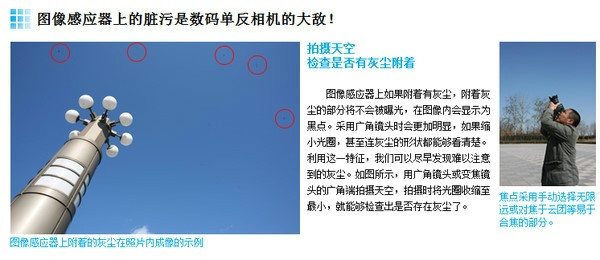 图像感应器上的脏污是数码单反相机的大敌！
拍摄天空
检查是否有灰尘附着
图像感应器上如果附着有灰尘，附着灰
尘的部分将不会被曝光，在图像内会显示为
黑点。采用广角镜头时会更加明显，如果缩
小光圈，甚至连灰尘的形状都能够看清楚。
利用这一特征，我们可以尽早发现难以注意
到的灰尘。如图所示，用广角镜头或变焦镜
头的广角端拍摄天空，拍摄时将光圈收缩至
最小，就能够检查出是否存在灰尘了。
焦点采用手动选择无限
远或对焦于云团等易于
合焦的部分。
图像感应器上附着的灰尘在照片内成像的示例